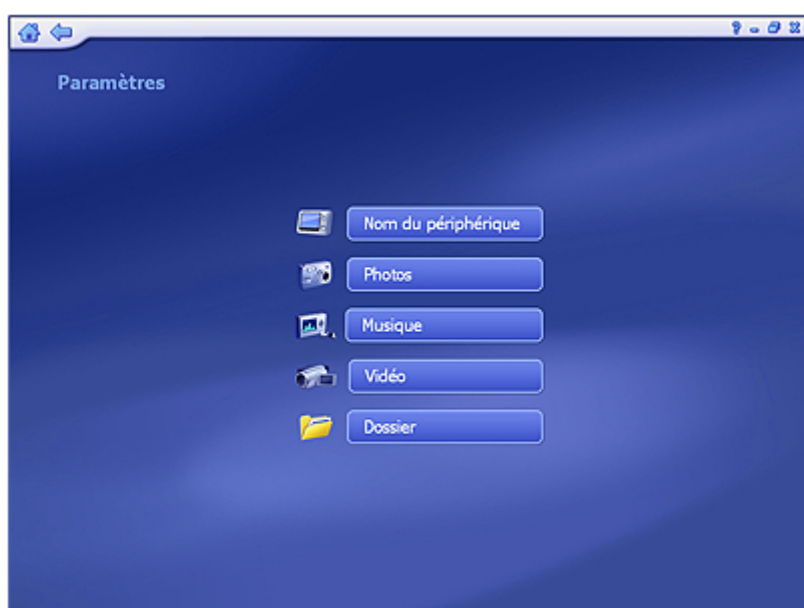 Paramètres
Nom du périphérique
Photos
Musique
Vidéo
Dossier